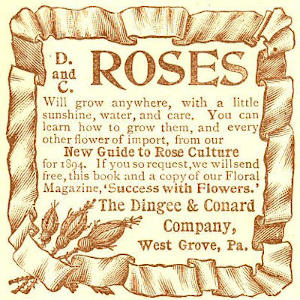 D. and C. ROSES
Will grow anywhere, with a little
sunshine, water, and care. You can
learn how to grow them, and every
other flower of import, from our
New Guide to Rose Culture
for 1894. If you so request, we will send
free, this book and a copy of our Floral
Magazine, 'Success with Flowers.'
The Dingee & Conard
Company,
West Grove, Pa.